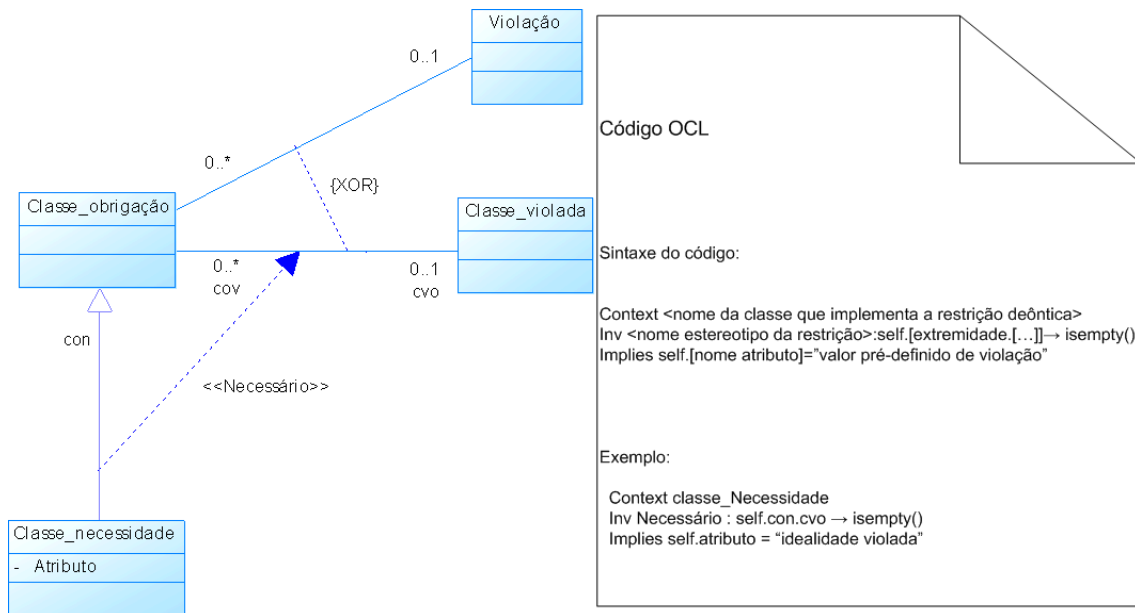 Violação
0..1
0..*
{XOR}
Classe_obrigação
Classe_violada
0..*
cov
0..1
cvo
con
<<Necessário>>
Classe_necessidade
- Atributo
Código OCL
Sintaxe do código:
Context <nome da classe que implementa a restrição deôntica>
Inv <nome estereotipo da restrição>:self.[extremidade.[…]]→ isempty()
Implies self.[nome atributo]=”valor pré-definido de violação”
Exemplo:
Context classe_Necessidade
Inv Necessário : self.con.cvo → isempty()
Implies self.atributo = “idealidade violada”